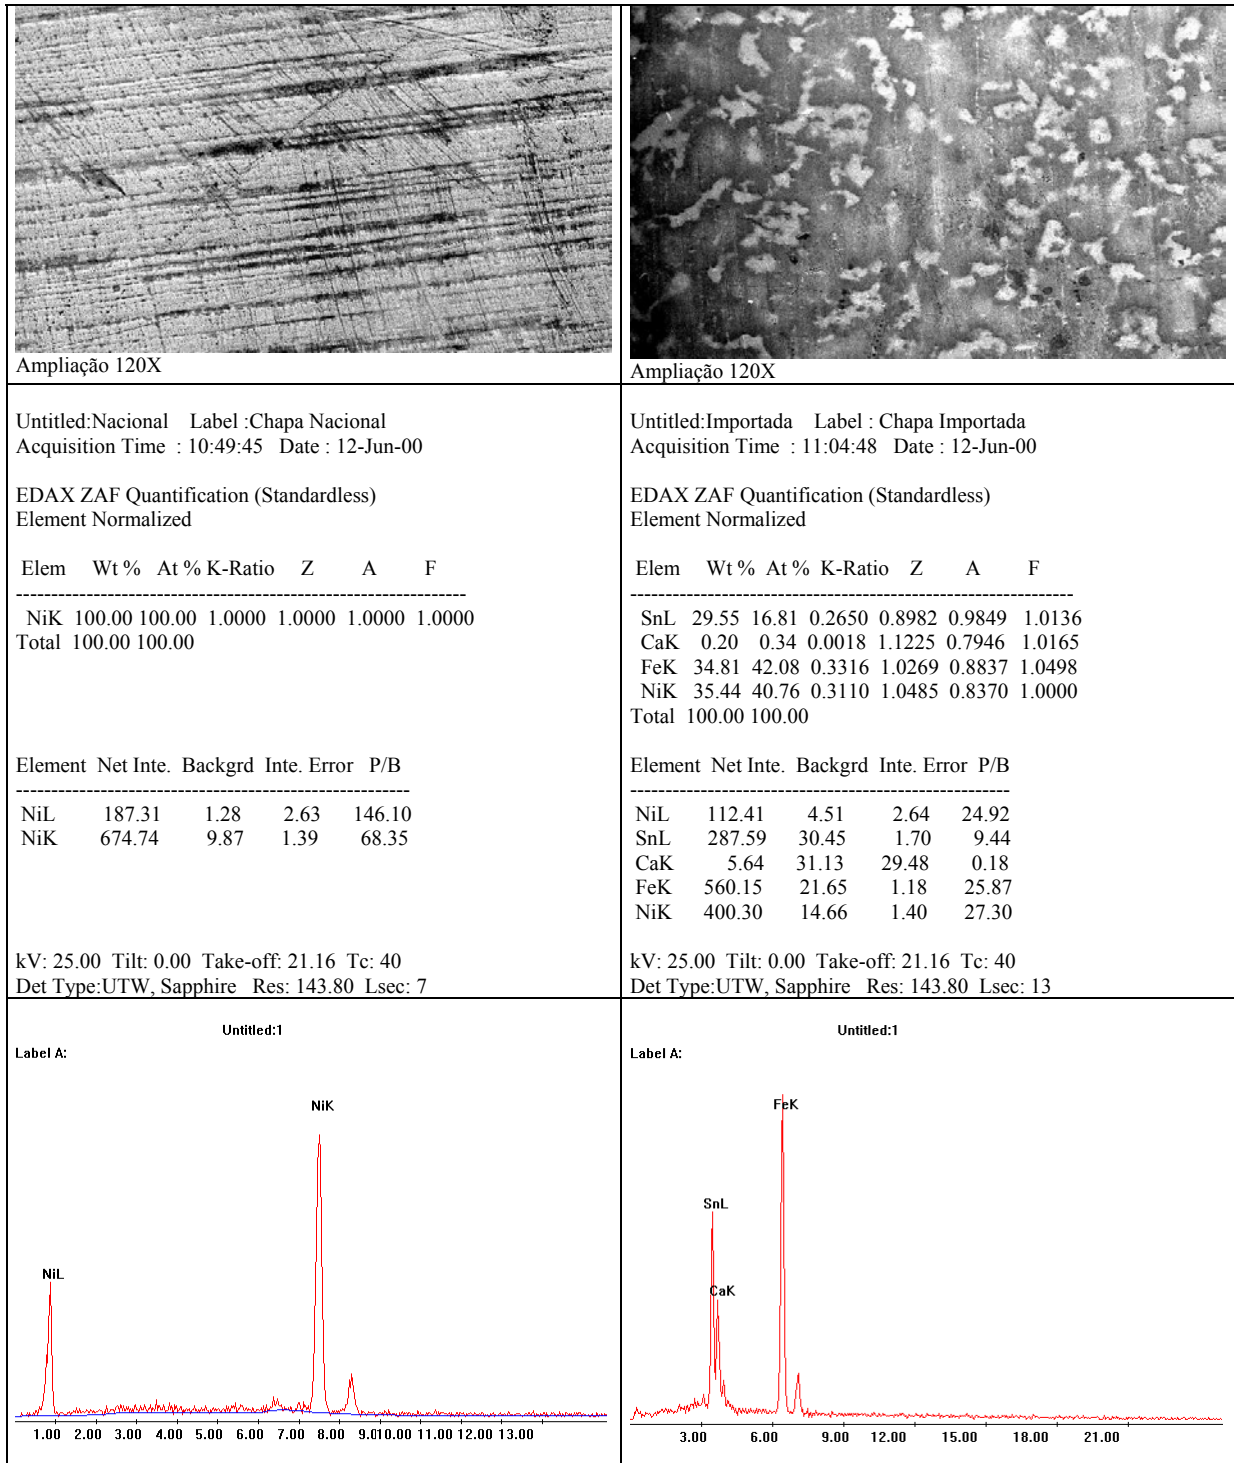 Ampliação 120X
Untitled:Nacional Label :Chapa Nacional
Acquisition Time : 10:49:45 Date : 12-Jun-00
EDAX ZAF Quantification (Standardless)
Element Normalized
Elem Wt % At % K-Ratio Z A F
-----------------------------------------------------------------
NiK 100.00 100.00 1.0000 1.0000 1.0000 1.0000
Total 100.00 100.00
Element Net Inte. Backgrd Inte. Error P/B
---------------------------------------------------------
NiL 187.31 1.28 2.63 146.10
NiK 674.74 9.87 1.39 68.35
kV: 25.00 Tilt: 0.00 Take-off: 21.16 Tc: 40
Det Type:UTW, Sapphire Res: 143.80 Lsec: 7
Untitled:1
Label A:
NiK
NiL
1.00 2.00 3.00 4.00 5.00 6.00 7.00 8.00 9.0110.00 11.00 12.00 13.00
Ampliação 120X
Untitled:Importada Label : Chapa Importada
Acquisition Time : 11:04:48 Date : 12-Jun-00
EDAX ZAF Quantification (Standardless)
Element Normalized
Elem Wt % At % K-Ratio Z A F
----------------------------------------------------------------
SnL 29.55 16.81 0.2650 0.8982 0.9849 1.0136
CaK 0.20 0.34 0.0018 1.1225 0.7946 1.0165
FeK 34.81 42.08 0.3316 1.0269 0.8837 1.0498
NiK 35.44 40.76 0.3110 1.0485 0.8370 1.0000
Total 100.00 100.00
Element Net Inte. Backgrd Inte. Error P/B
-------------------------------------------------------
NiL 112.41 4.51 2.64 24.92
SnL 287.59 30.45 1.70 9.44
CaK 5.64 31.13 29.48 0.18
FeK 560.15 21.65 1.18 25.87
NiK 400.30 14.66 1.40 27.30
kV: 25.00 Tilt: 0.00 Take-off: 21.16 Tc: 40
Det Type:UTW, Sapphire Res: 143.80 Lsec: 13
Untitled:1
Label A:
FeK
SnL
CaK
3.00 6.00 9.00 12.00 15.00 18.00 21.00